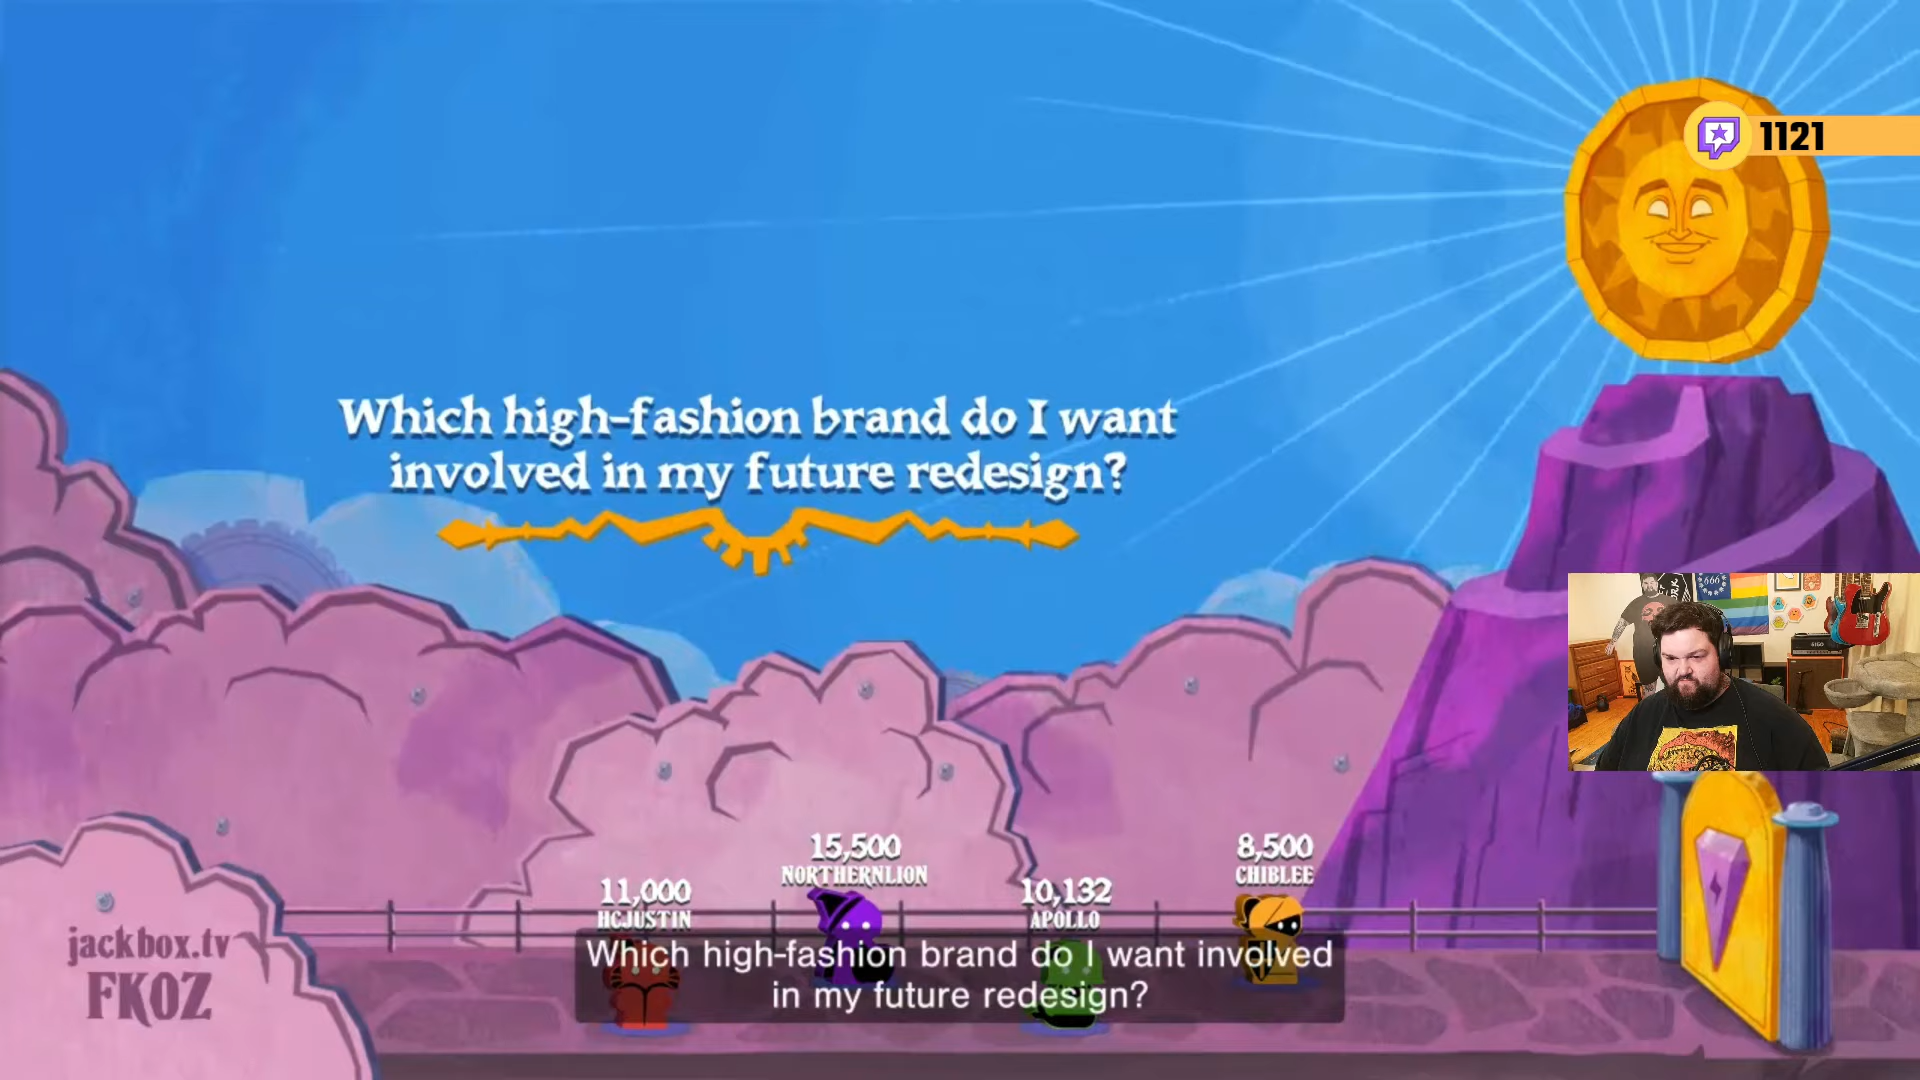 1121
Which high-fashion brand do I want
involved in my future redesign?
15,500
NORTHERNLION
8,500
CHIBLEE
11,000
HCJUSTIN
10,132
APOLLO
Which high-fashion brand do I want involved
in my future redesign?
jackbox.tv
FKOZ
666